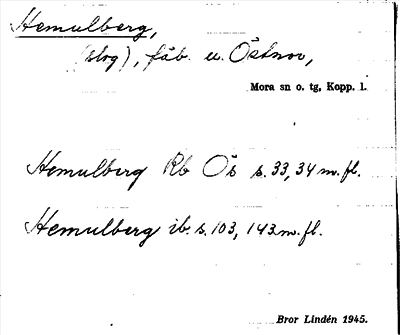 Hemulberg,
(slog), fäb. u. Östnor,
Mora sn o. tg, Kopp. l.
Hemulberg Rb Ös s. 33, 34 m. fl.
Hemulberg ib. s. 103, 143 m. fl.
Bror Lindén 1945.